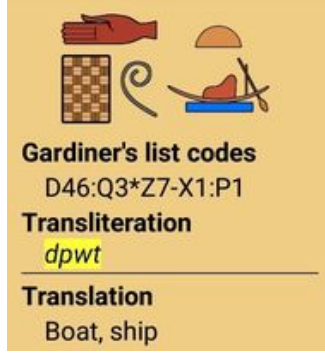 Gardiner's list codes
D46:Q3*Z7-X1:P1
Transliteration
dpwt
Translation
Boat, ship